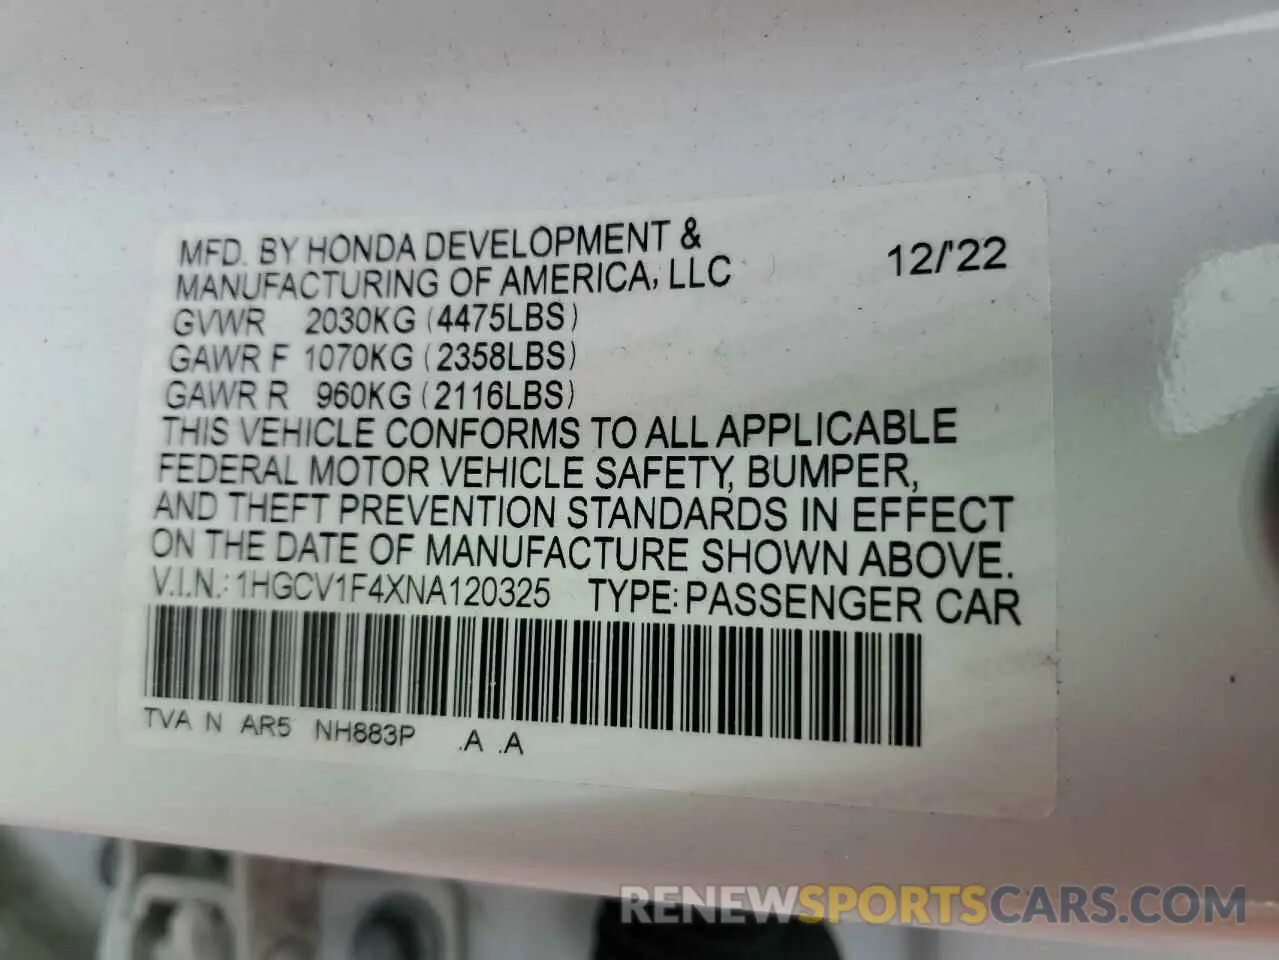 MFD. BY HONDA DEVELOPMENT &
MANUFACTURING OF AMERICA, LLC 12/'22
GVWR 2030KG (4475LBS)
GAWR F 1070KG (2358LBS)
GAWR R 960KG (2116LBS)
THIS VEHICLE CONFORMS TO ALL APPLICABLE
FEDERAL MOTOR VEHICLE SAFETY, BUMPER,
AND THEFT PREVENTION STANDARDS IN EFFECT
ON THE DATE OF MANUFACTURE SHOWN ABOVE.
V.I.N.: 1HGCV1F4XNA120325 TYPE: PASSENGER CAR
TVA N AR5 NH883P .A .A
RENEWSPORTSCARS.COM